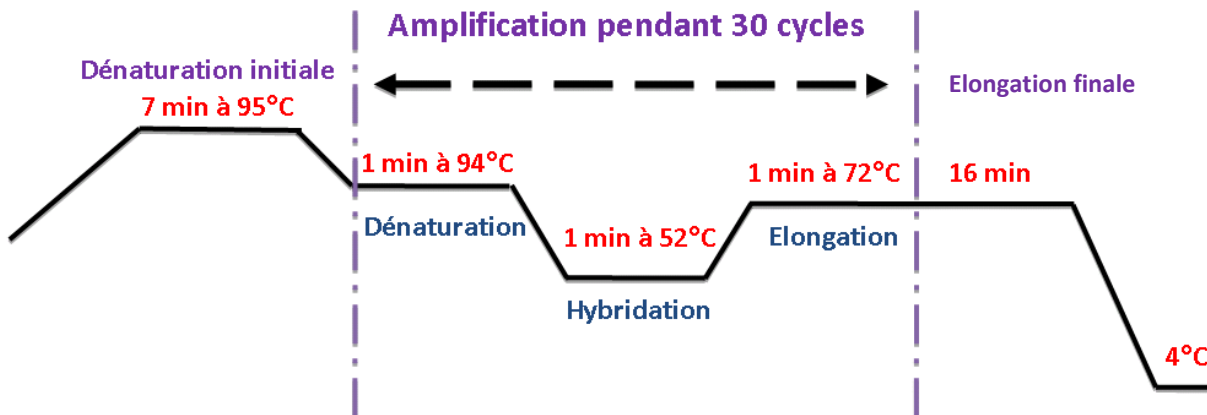 Amplification pendant 30 cycles
Dénaturation initiale
7 min à 95°C
Elongation finale
1 min à 94°C
1 min à 72°C
16 min
Dénaturation
1 min à 52°C
Elongation
Hybridation
4°C